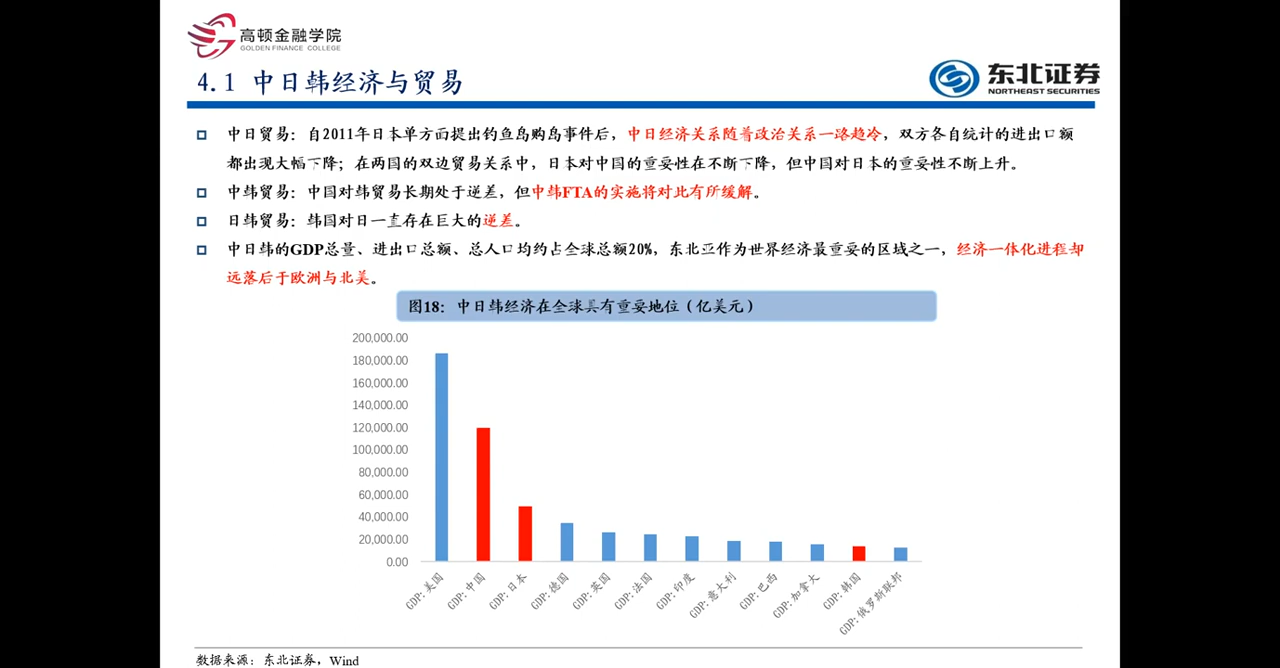 高顿金融学院
GOLDEN FINANCE COLLEGE
4.1 中日韩经济与贸易
东北证券
NORTHEAST SECURITIES
中日贸易：自2011年日本单方面提出钓鱼岛购岛事件后，中日经济关系随着政治关系一路趋冷，双方各自统计的进出口额
都出现大幅下降；在两国的双边贸易关系中，日本对中国的重要性在不断下降，但中国对日本的重要性不断上升。
中韩贸易：中国对韩贸易长期处于逆差，但中韩FTA的实施将对此有所缓解。
日韩贸易：韩国对日一直存在巨大的逆差。
中日韩的GDP总量、进出口总额、总人口均约占全球总额20%，东北亚作为世界经济最重要的区域之一，经济一体化进程却
远落后于欧洲与北美。
图18：中日韩经济在全球具有重要地位（亿美元）
200,000.00
180,000.00
160,000.00
140,000.00
120,000.00
100,000.00
80,000.00
60,000.00
40,000.00
20,000.00
0.00
GDP:美国
GDP:中国
GDP:日本
GDP:德国
GDP:英国
GDP:法国
GDP:印度
GDP:意大利
GDP:巴西
GDP:加拿大
GDP:韩国
GDP:俄罗斯联邦
数据来源：东北证券，Wind